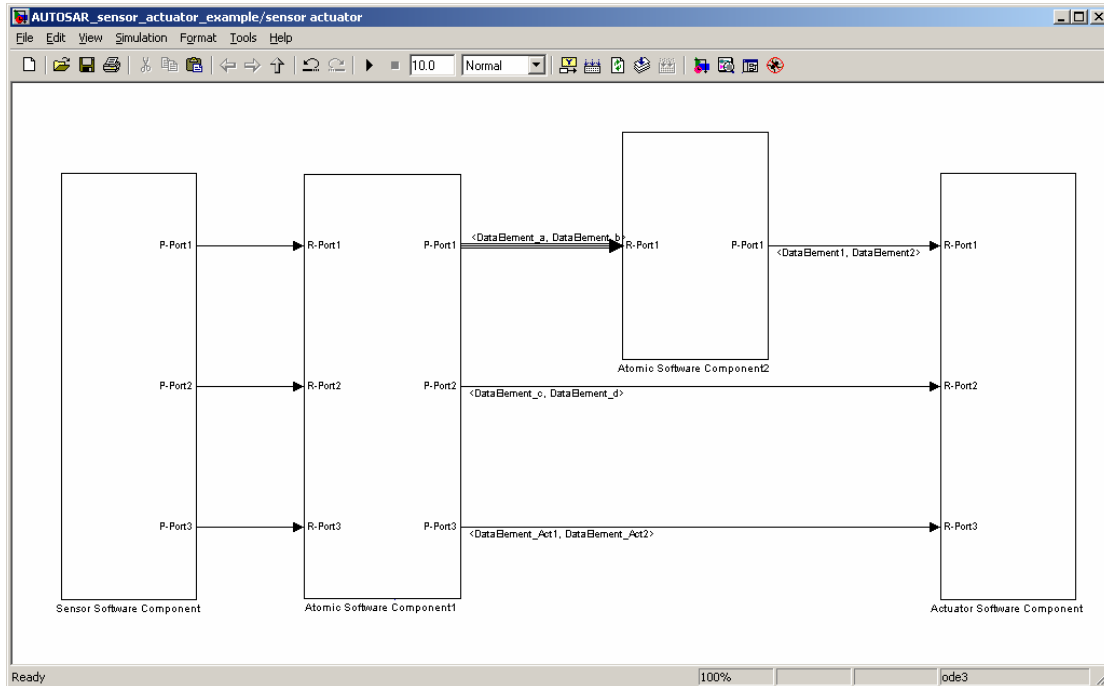 AUTOSAR_sensor_actuator_example/sensor actuator
File Edit View Simulation Format Tools Help
10.0 Normal
<DataElement_a, DataElement_b>
P-Port1 R-Port1 P-Port1 R-Port1 P-Port1 R-Port1
<DataElement1, DataElement2>
Atomic Software Component2
P-Port2 R-Port2 P-Port2 R-Port2
<DataElement_c, DataElement_d>
P-Port3 R-Port3 P-Port3 R-Port3
<DataElement_Act1, DataElement_Act2>
Sensor Software Component Atomic Software Component1 Actuator Software Component
Ready 100% ode3